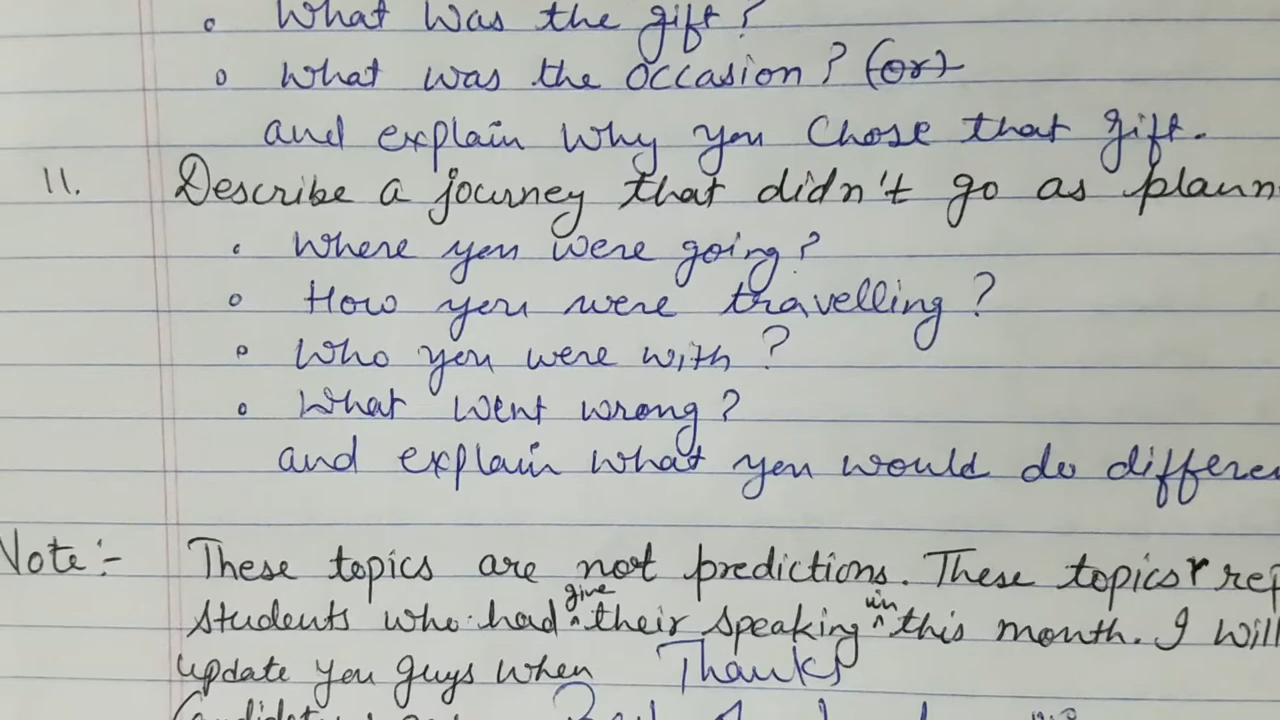 • What was the gift?
• What was the occasion? (or)
and explain why you chose that gift.
11. Describe a journey that didn't go as plann
• Where you were going?
• How you were travelling?
• Who you were with?
• What went wrong?
and explain what you would do differe
Note:- These topics are not predictions. These topics rep
students who had give their speaking in this month. I will
update you guys when Thanks